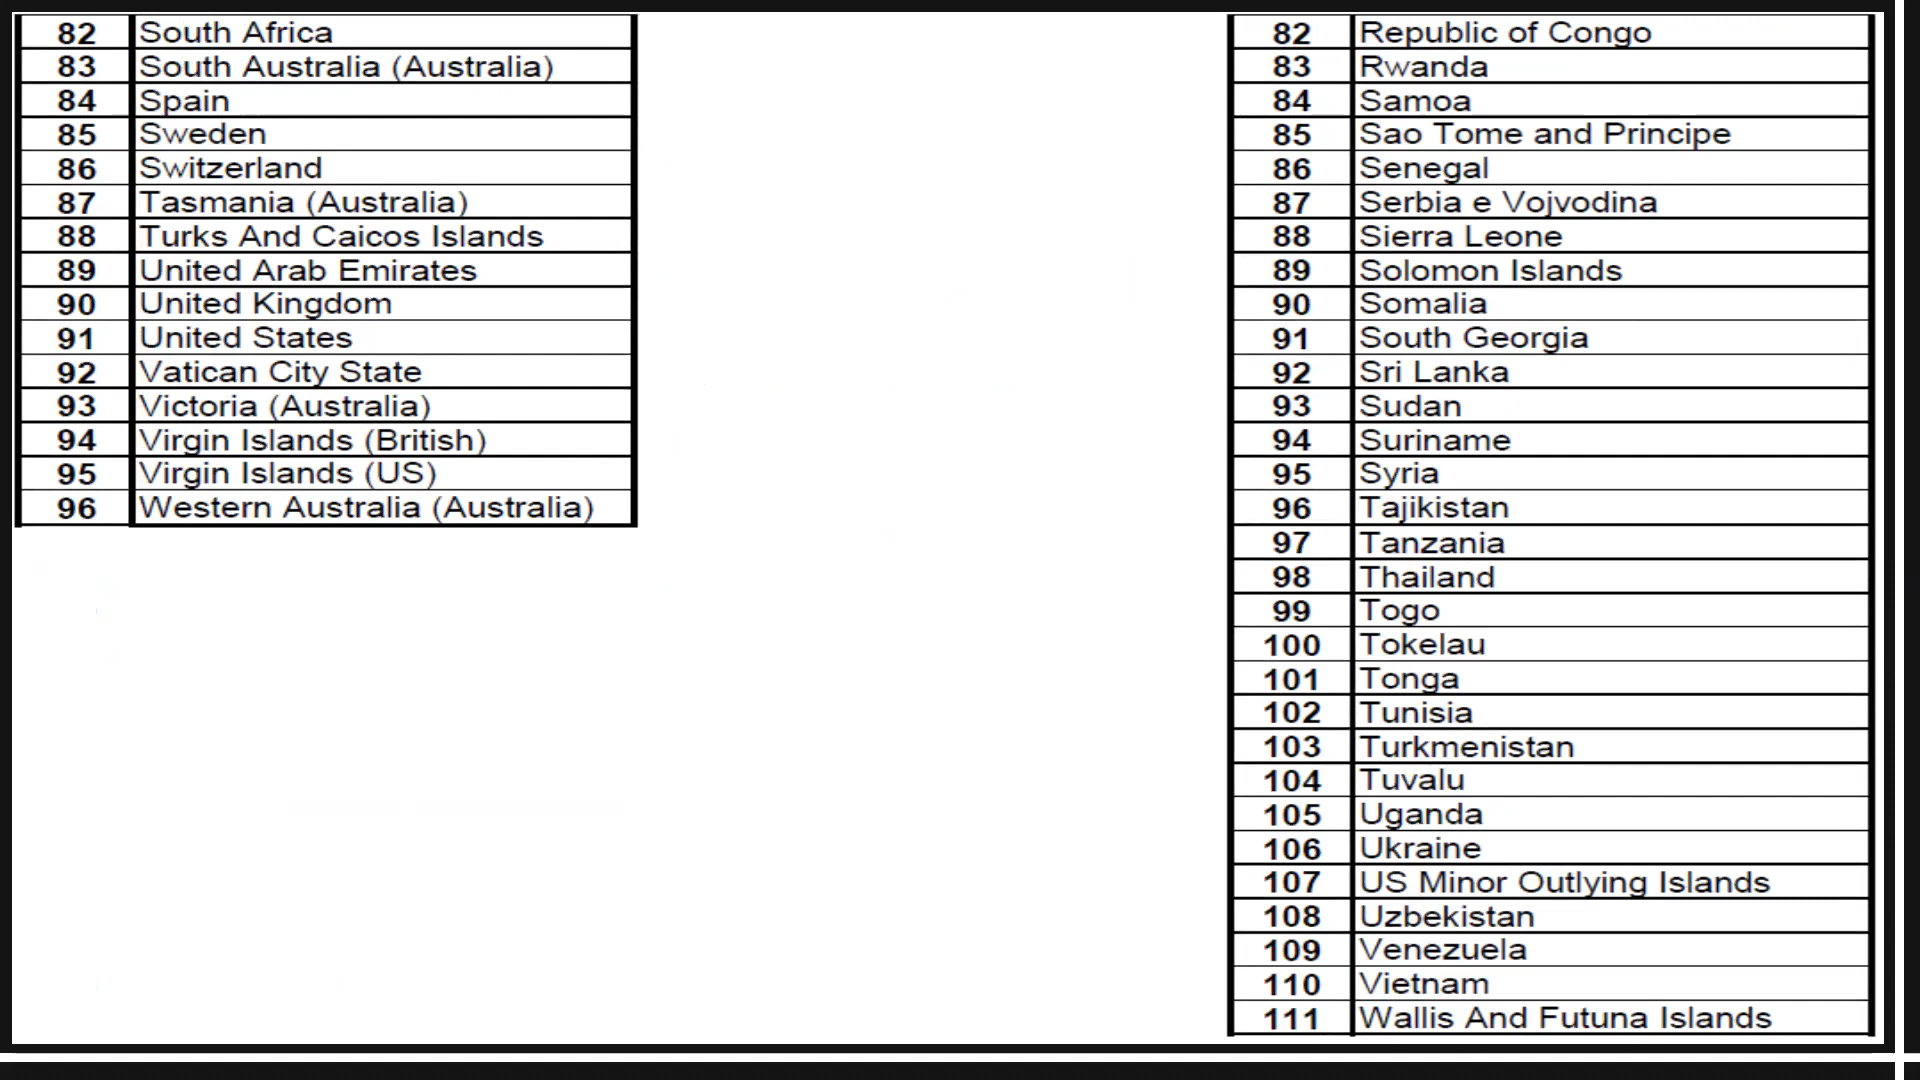 82 South Africa
83 South Australia (Australia)
84 Spain
85 Sweden
86 Switzerland
87 Tasmania (Australia)
88 Turks And Caicos Islands
89 United Arab Emirates
90 United Kingdom
91 United States
92 Vatican City State
93 Victoria (Australia)
94 Virgin Islands (British)
95 Virgin Islands (US)
96 Western Australia (Australia)
82 Republic of Congo
83 Rwanda
84 Samoa
85 Sao Tome and Principe
86 Senegal
87 Serbia e Vojvodina
88 Sierra Leone
89 Solomon Islands
90 Somalia
91 South Georgia
92 Sri Lanka
93 Sudan
94 Suriname
95 Syria
96 Tajikistan
97 Tanzania
98 Thailand
99 Togo
100 Tokelau
101 Tonga
102 Tunisia
103 Turkmenistan
104 Tuvalu
105 Uganda
106 Ukraine
107 US Minor Outlying Islands
108 Uzbekistan
109 Venezuela
110 Vietnam
111 Wallis And Futuna Islands